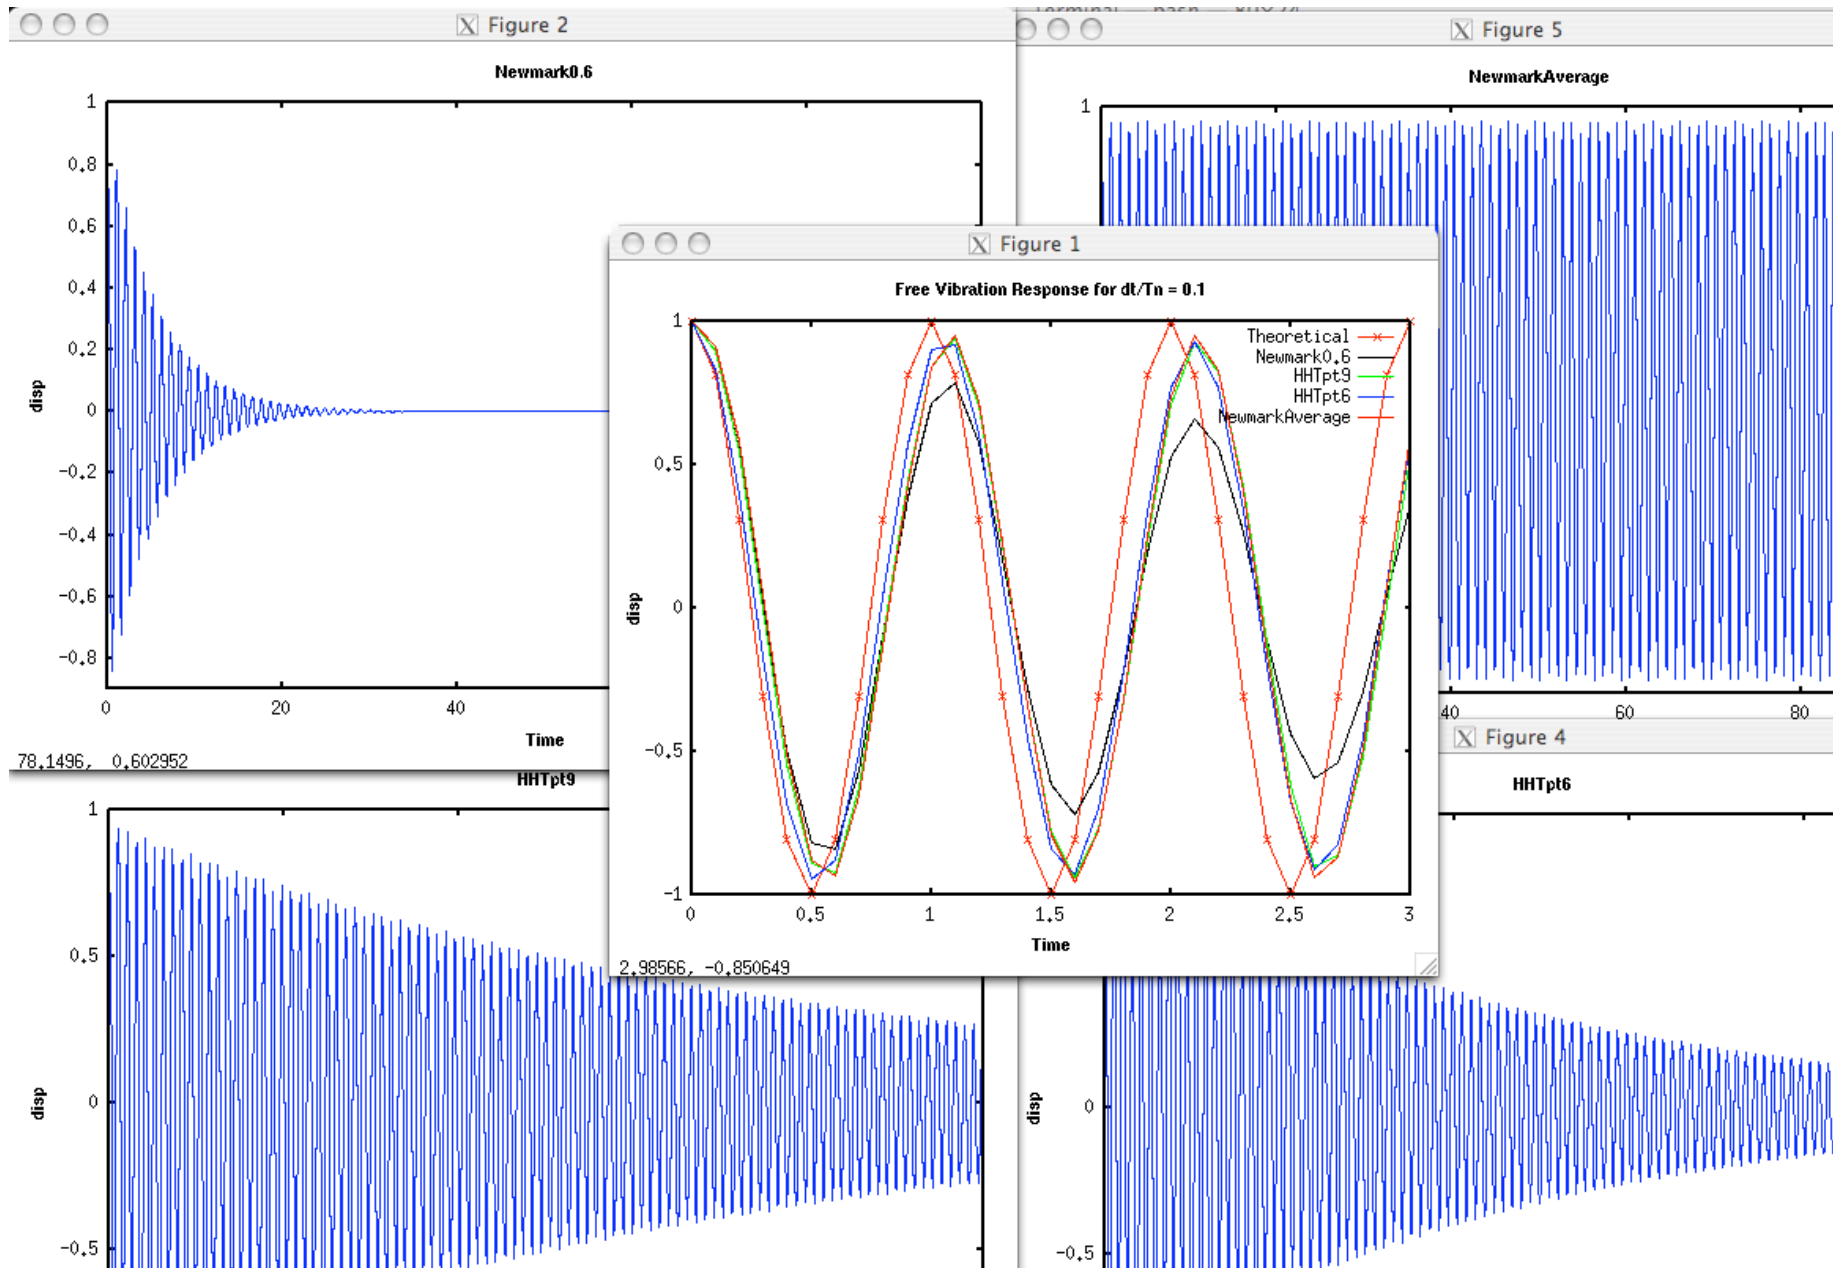 Figure 2
Newmark0.6
1
0.8
0.6
0.4
0.2
0
-0.2
-0.4
-0.6
-0.8
disp
0
20
40
Time
78.1496, 0.602952
Figure 5
NewmarkAverage
1
40
60
80
Figure 1
Free Vibration Response for dt/Tn = 0.1
Theoretical
Newmark0.6
HHTpt9
HHTpt6
NewmarkAverage
1
0.5
0
-0.5
-1
disp
0
0.5
1
1.5
2
2.5
3
Time
2.98566, -0.850649
HHTpt9
1
0.5
0
-0.5
disp
Figure 4
HHTpt6
0
-0.5
disp